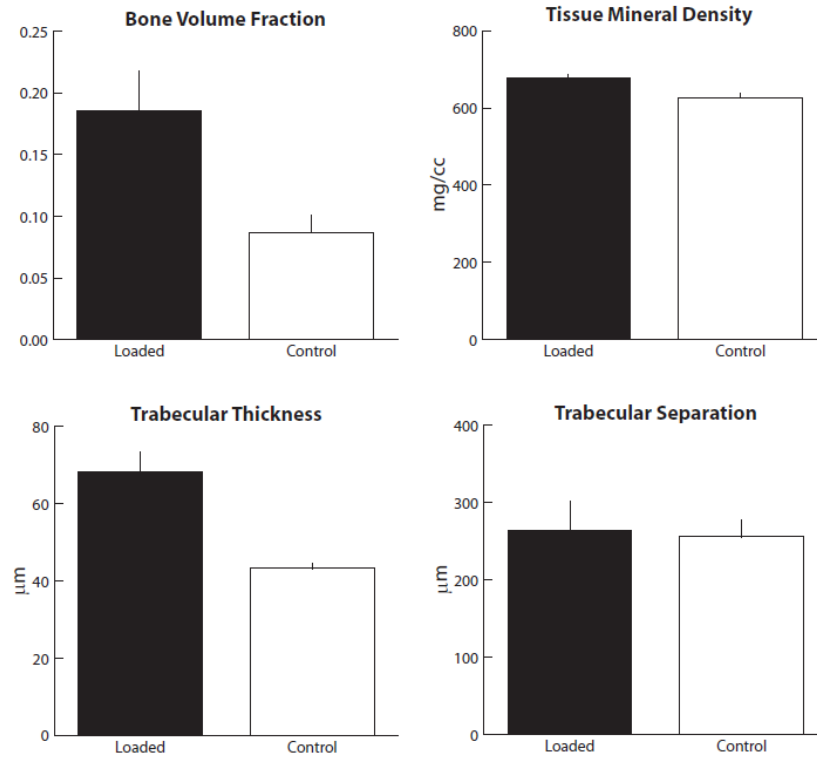 Bone Volume Fraction
0.25
0.20
0.15
0.10
0.05
0.00
Loaded Control
Tissue Mineral Density
800
600
400
200
0
mg/cc
Loaded Control
Trabecular Thickness
80
60
40
20
0
μm
Loaded Control
Trabecular Separation
400
300
200
100
0
μm
Loaded Control